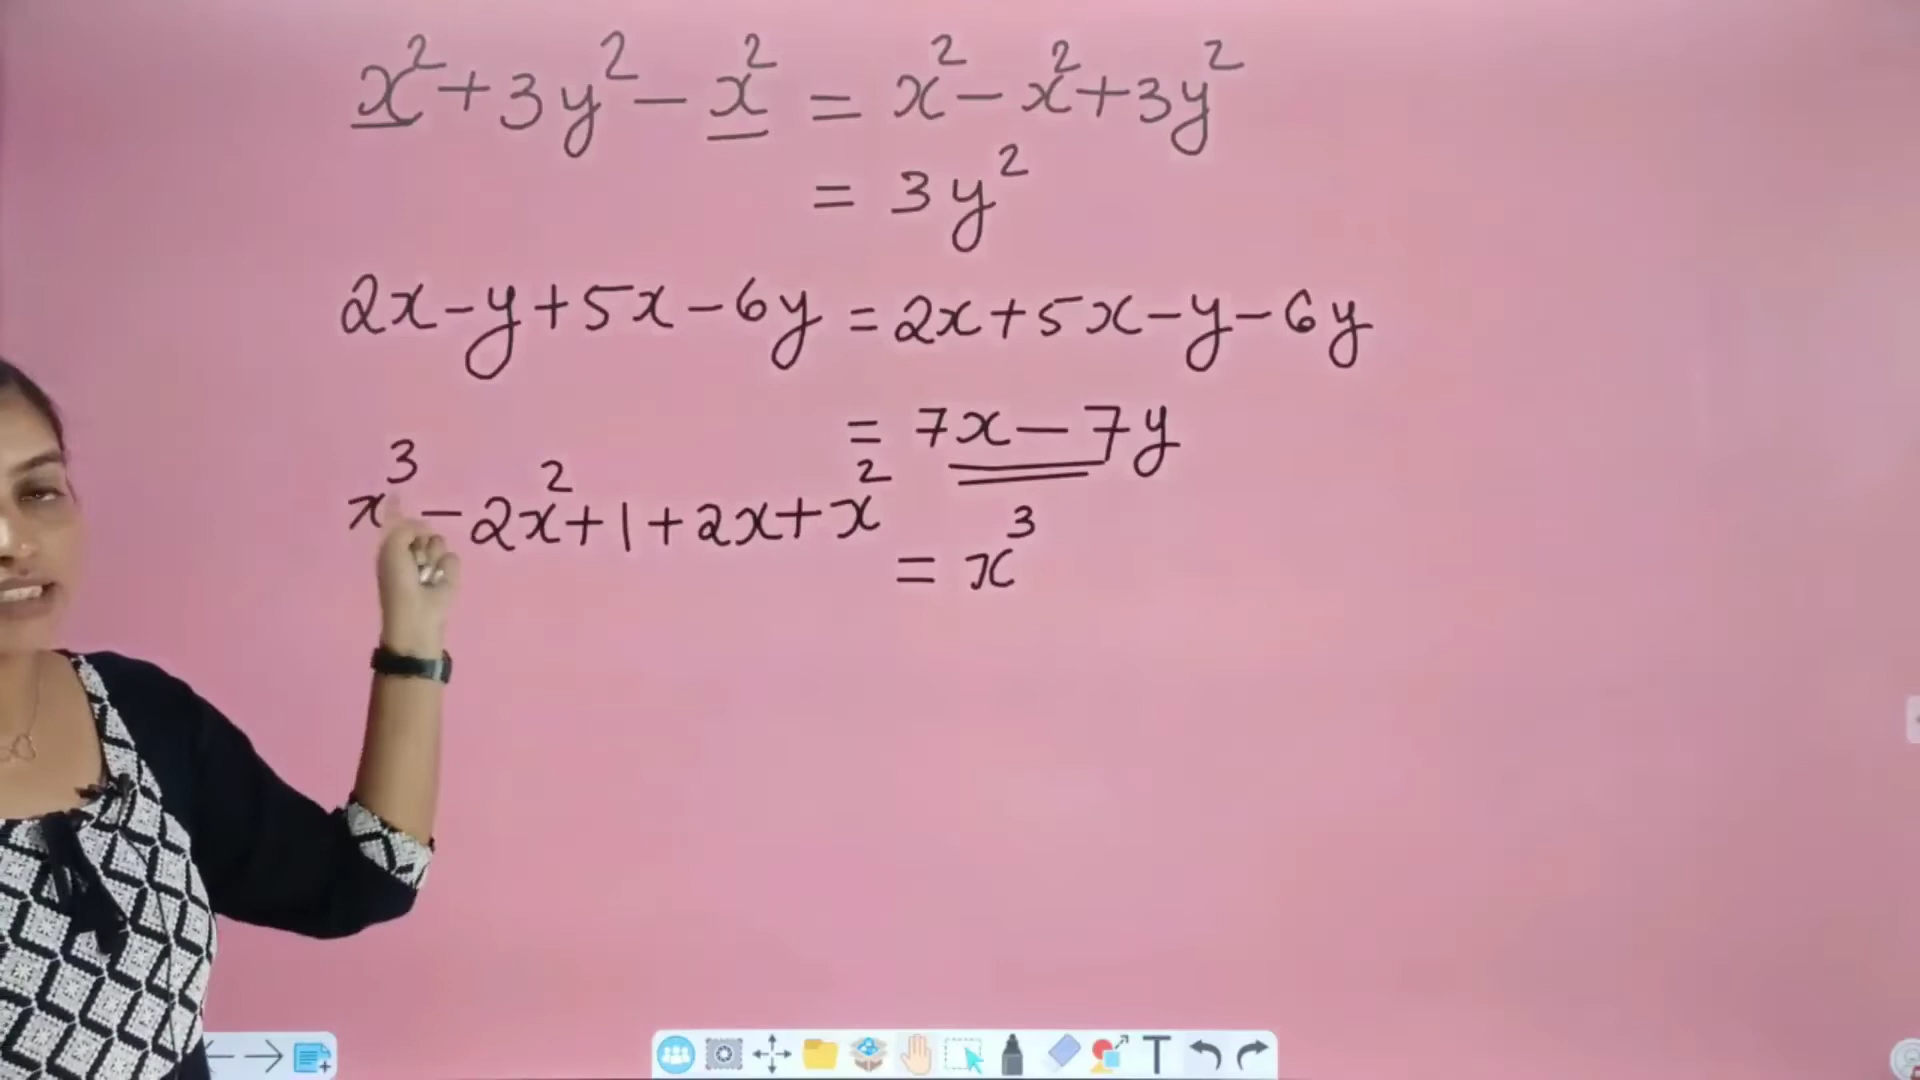 x² + 3y² - x² = x² - x² + 3y²
= 3y²
2x - y + 5x - 6y = 2x + 5x - y - 6y
= 7x - 7y
x³ - 2x² + 1 + 2x + x²
= x³
T